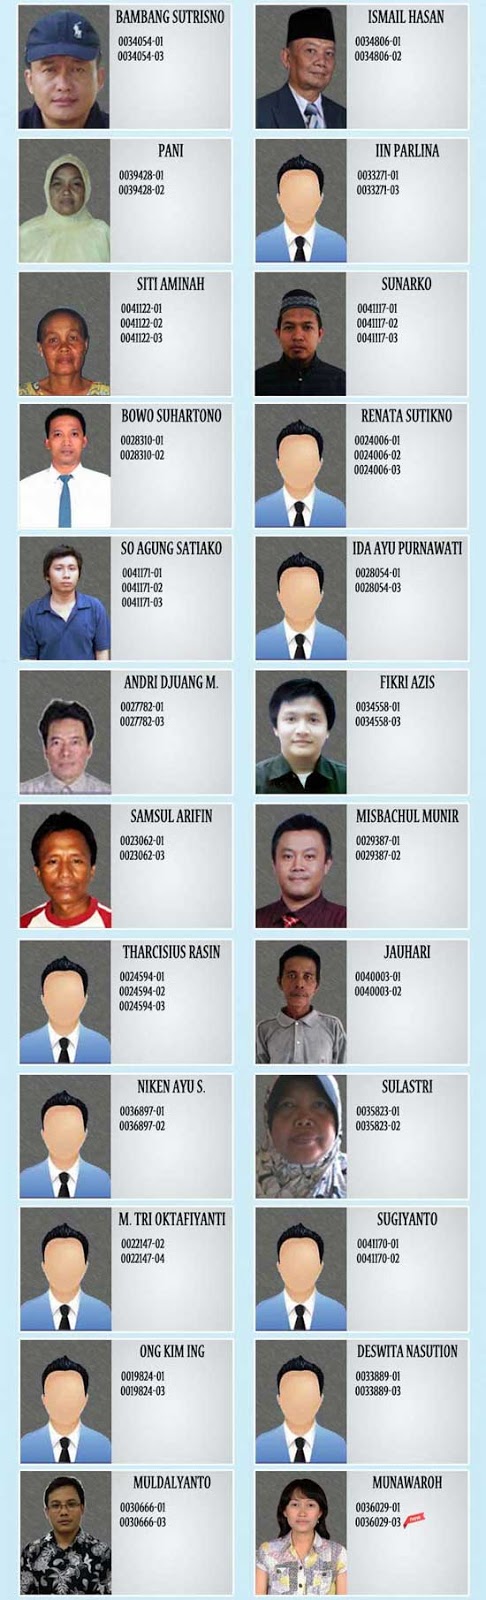 BAMBANG SUTRISNO
0034054-01
0034054-03
ISMAIL HASAN
0034806-01
0034806-02
PANI
0039428-01
0039428-02
IIN PARLINA
0033271-01
0033271-03
SITI AMINAH
0041122-01
0041122-02
0041122-03
SUNARKO
0041117-01
0041117-02
0041117-03
BOWO SUHARTONO
0028310-01
0028310-02
RENATA SUTIKNO
0024006-01
0024006-02
0024006-03
SO AGUNG SATIAKO
0041171-01
0041171-02
0041171-03
IDA AYU PURNAWATI
0028054-01
0028054-03
ANDRI DJUANG M.
0027782-01
0027782-03
FIKRI AZIS
0034558-01
0034558-03
SAMSUL ARIFIN
0023062-01
0023062-03
MISBACHUL MUNIR
0029387-01
0029387-02
THARCISIUS RASIN
0024594-01
0024594-02
0024594-03
JAUHARI
0040003-01
0040003-02
NIKEN AYU S.
0036897-01
0036897-02
SULASTRI
0035823-01
0035823-02
M. TRI OKTAFIYANTI
0022147-02
0022147-04
SUGIYANTO
0041170-01
0041170-02
ONG KIM ING
0019824-01
0019824-03
DESWITA NASUTION
0033889-01
0033889-03
MULDALYANTO
0030666-01
0030666-03
MUNAWAROH
0036029-01
0036029-03 new